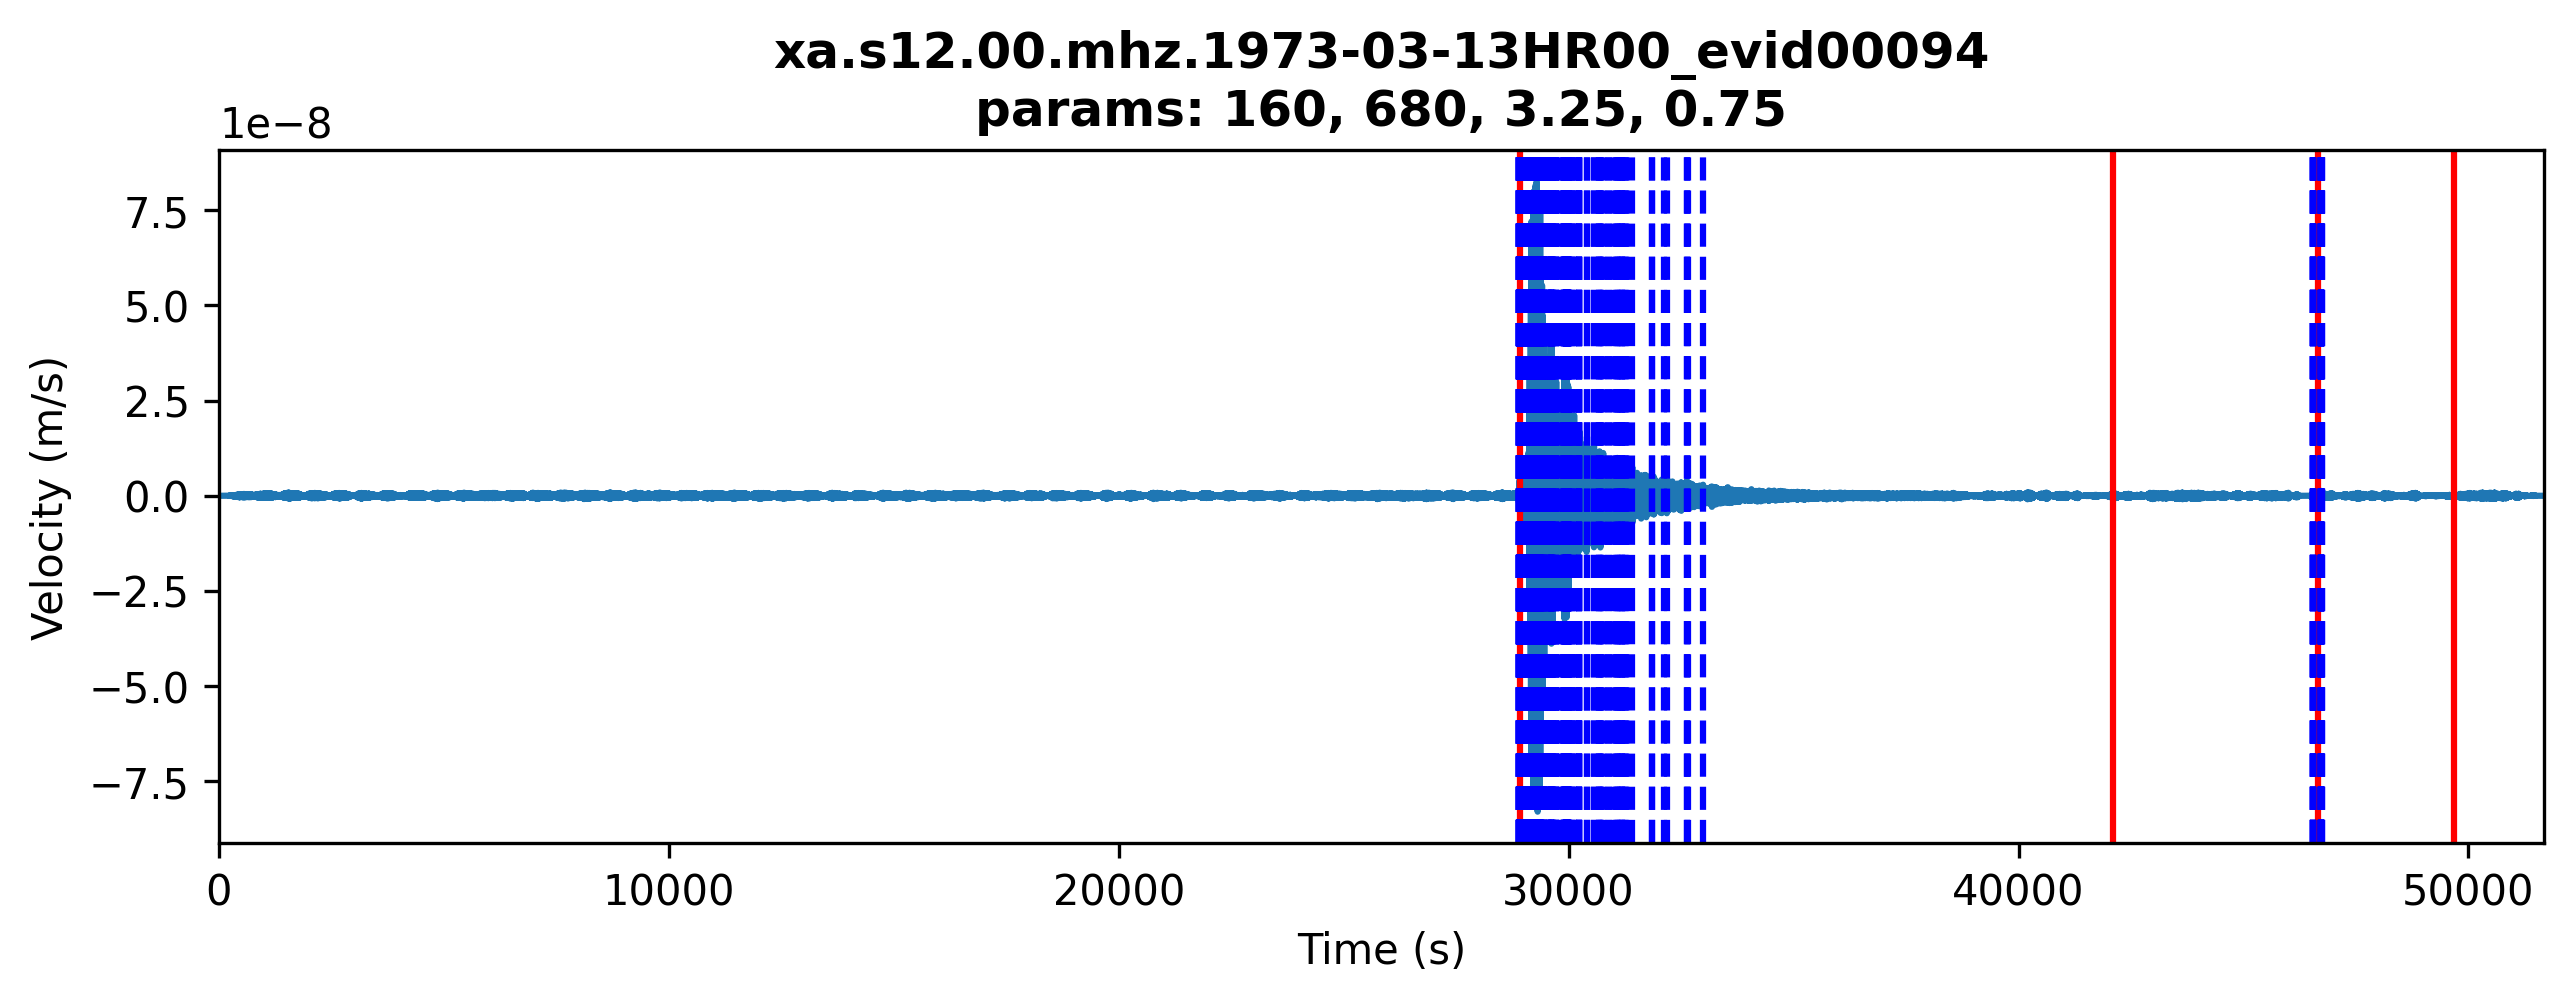 xa.s12.00.mhz.1973-03-13HR00_evid00094
params: 160, 680, 3.25, 0.75
1e−8
7.5
5.0
2.5
0.0
−2.5
−5.0
−7.5
Velocity (m/s)
0 10000 20000 30000 40000 50000
Time (s)